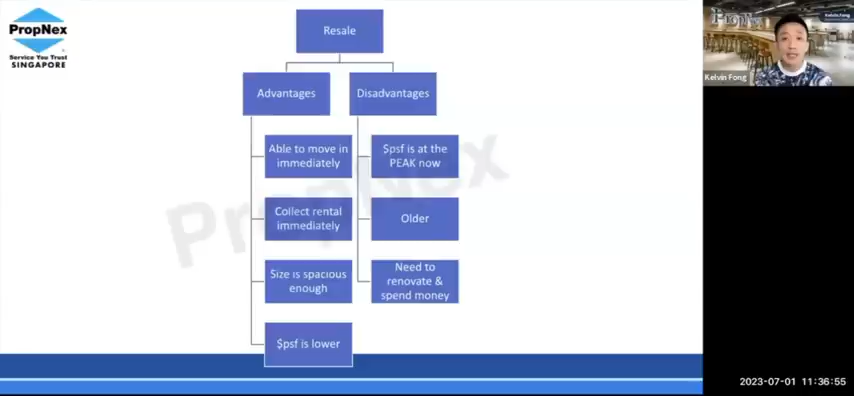 PropNex
Service You Trust
SINGAPORE
Resale
Advantages
Disadvantages
Able to move in
immediately
Collect rental
immediately
Size is spacious
enough
$psf is lower
$psf is at the
PEAK now
Older
Need to
renovate &
spend money
PropNex
PropNex
Kelvin Fong
Kelvin Fong
2023-07-01 11:36:55